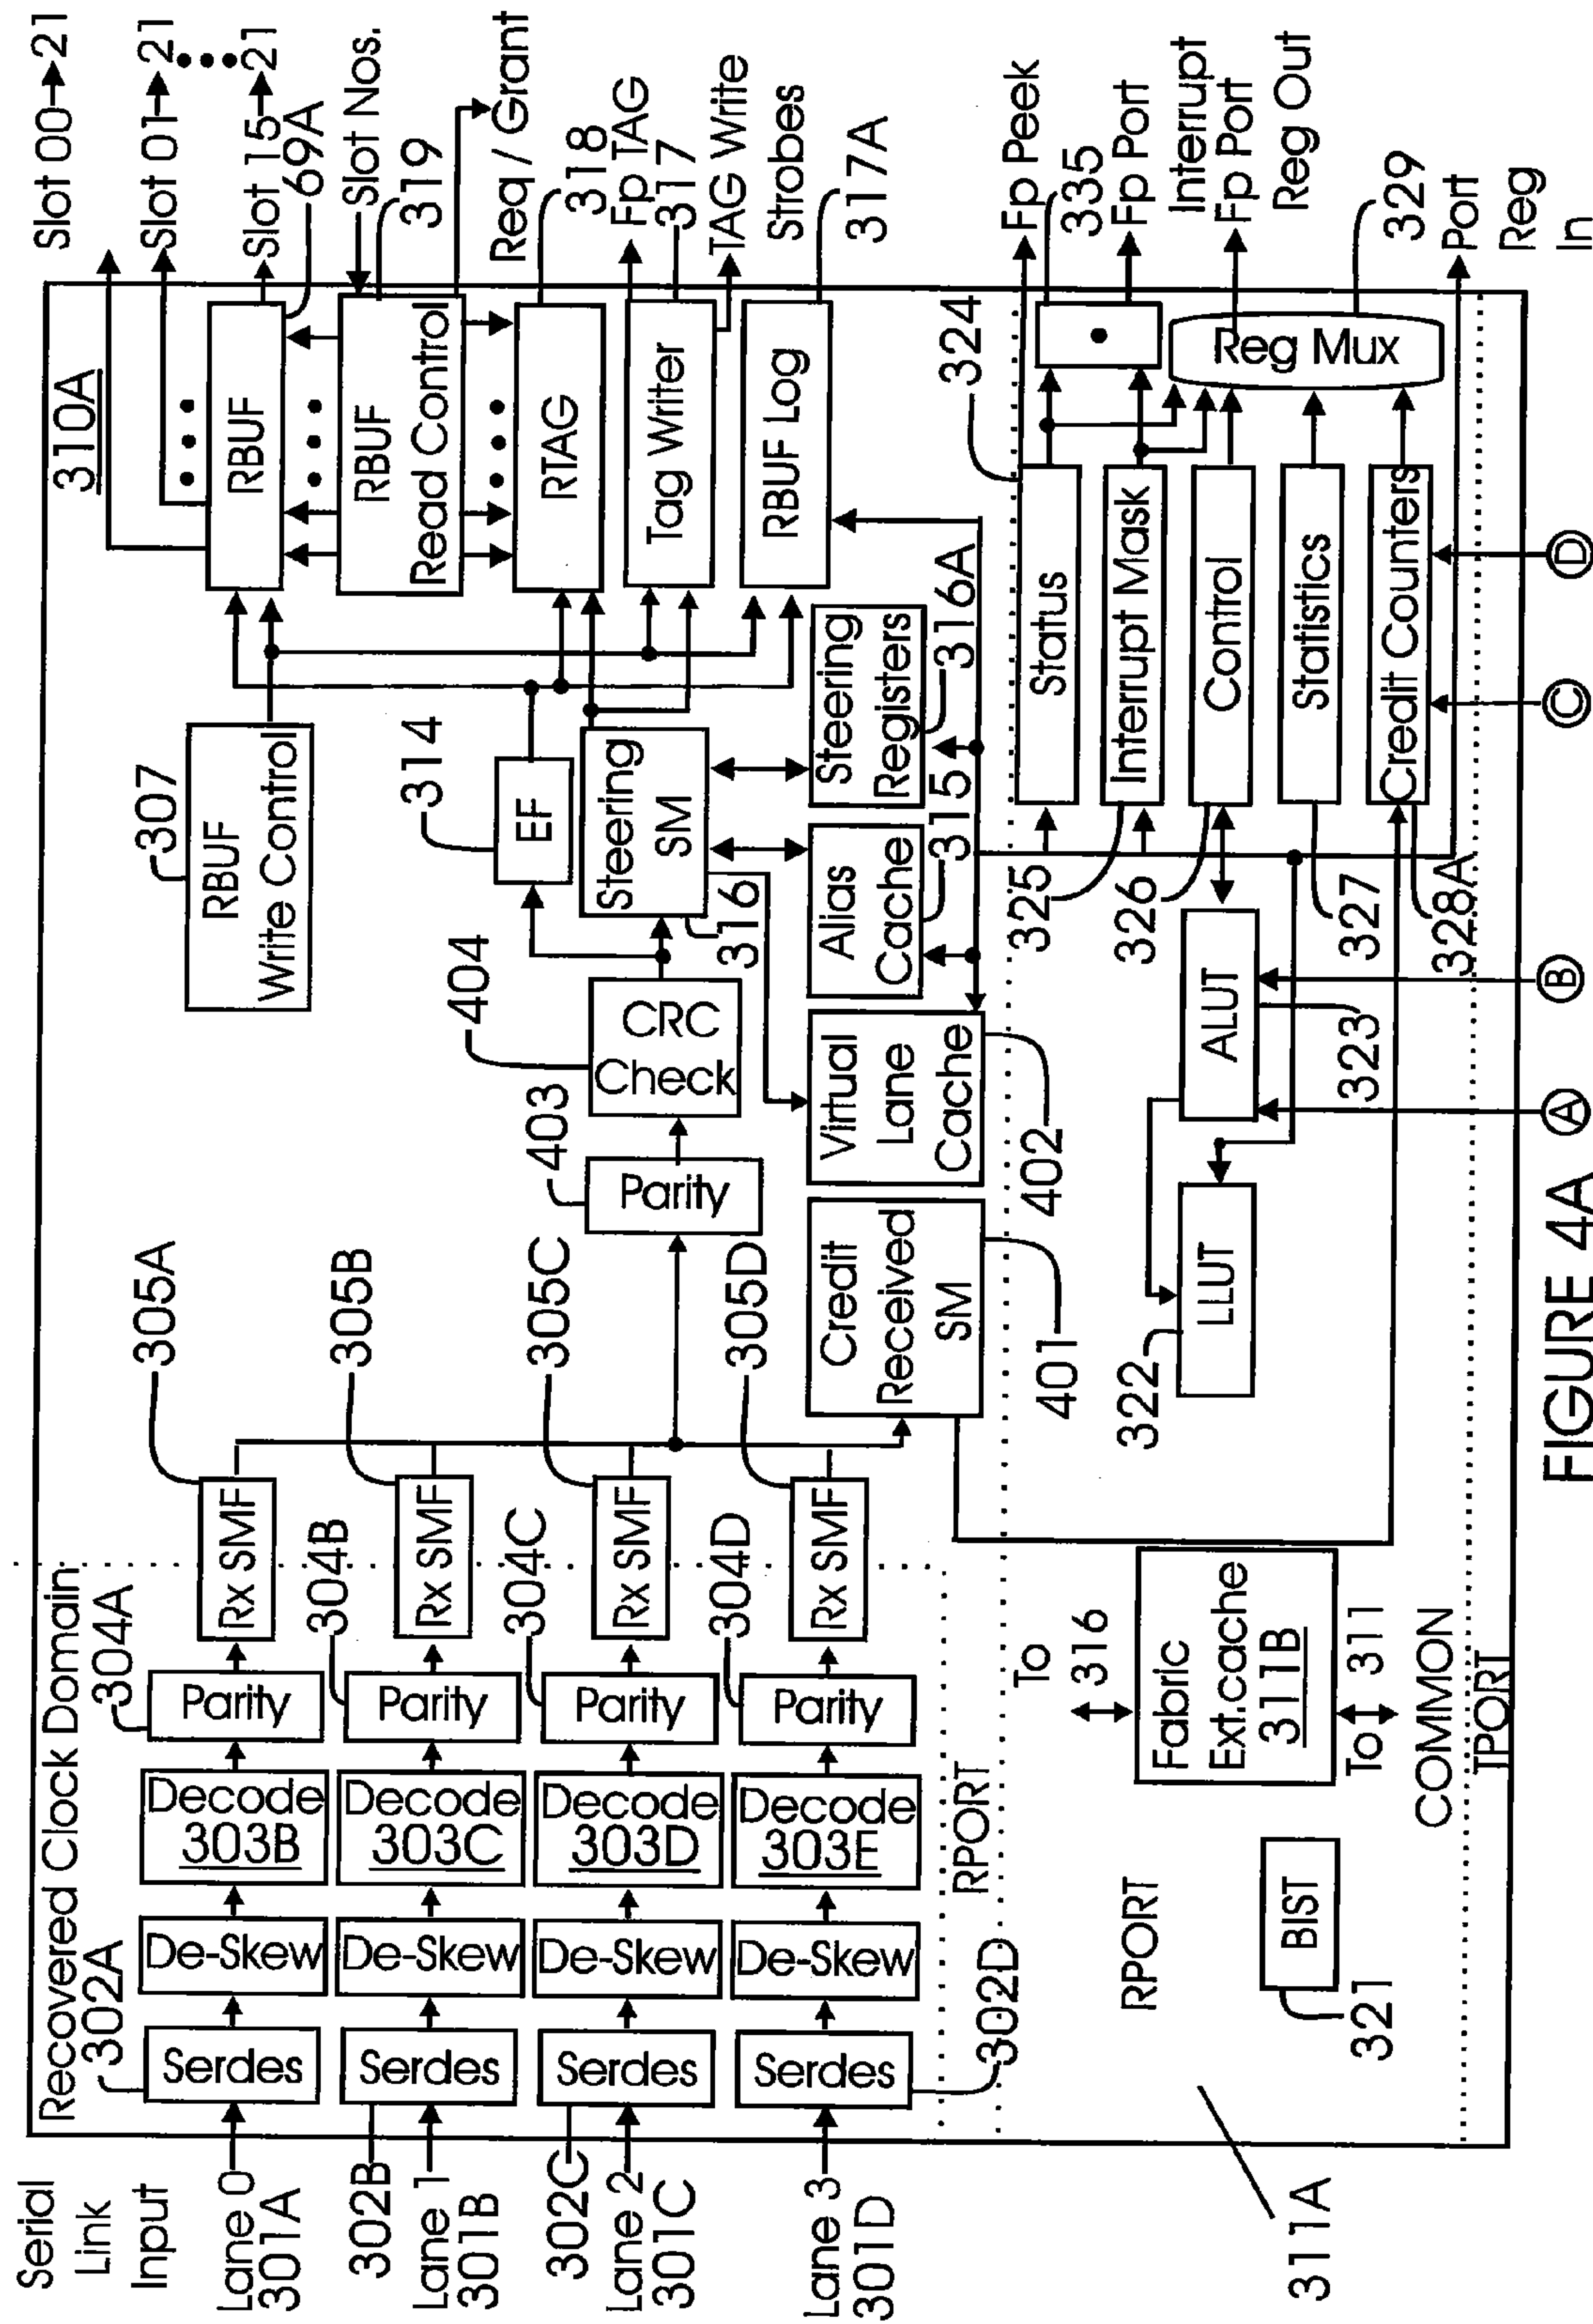 Serial
Link
Input
Lane 0
301A
302B
Lane 1
301B
302C
Lane 2
301C
Lane 3
301D
Recovered Clock Domain
302A
Serdes
De-Skew
Decode
303B
304A
Parity
Rx SMF
305A
Serdes
De-Skew
Decode
303C
304B
Parity
Rx SMF
305B
Serdes
De-Skew
Decode
303D
304C
Parity
Rx SMF
305C
Serdes
302D
De-Skew
Decode
303E
304D
Parity
Rx SMF
305D
RPORT
403
Parity
404
CRC
Check
Credit
Received
SM
401
Virtual
Lane
Cache
402
307
RBUF
Write Control
314
EF
Steering
SM
316
Alias
Cache
315
Steering
Registers
316A
310A
RBUF
69A
RBUF
Read Control
319
RTAG
318
Tag Writer
317
RBUF Log
317A
Slot 00
21
Slot 01
21
Slot 15
21
Slot Nos.
Req / Grant
Fp TAG
TAG Write
Strobes
RPORT
311A
BIST
321
To
316
Fabric
Ext.cache
311B
To
311
COMMON
TPORT
322
LLUT
ALUT
323
324
Status
325
Interrupt Mask
326
Control
327
Statistics
328A
Credit Counters
Reg Mux
329
335
Fp Peek
Fp Port
Interrupt
Fp Port
Reg Out
Port
Reg
In
A
B
C
D
FIGURE 4A